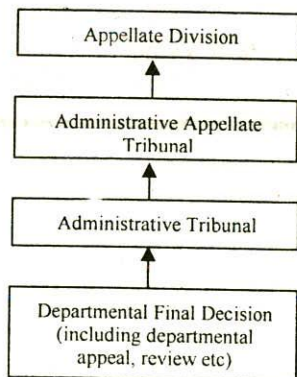 Appellate Division
Administrative Appellate
Tribunal
Administrative Tribunal
Departmental Final Decision
(including departmental
appeal, review etc)